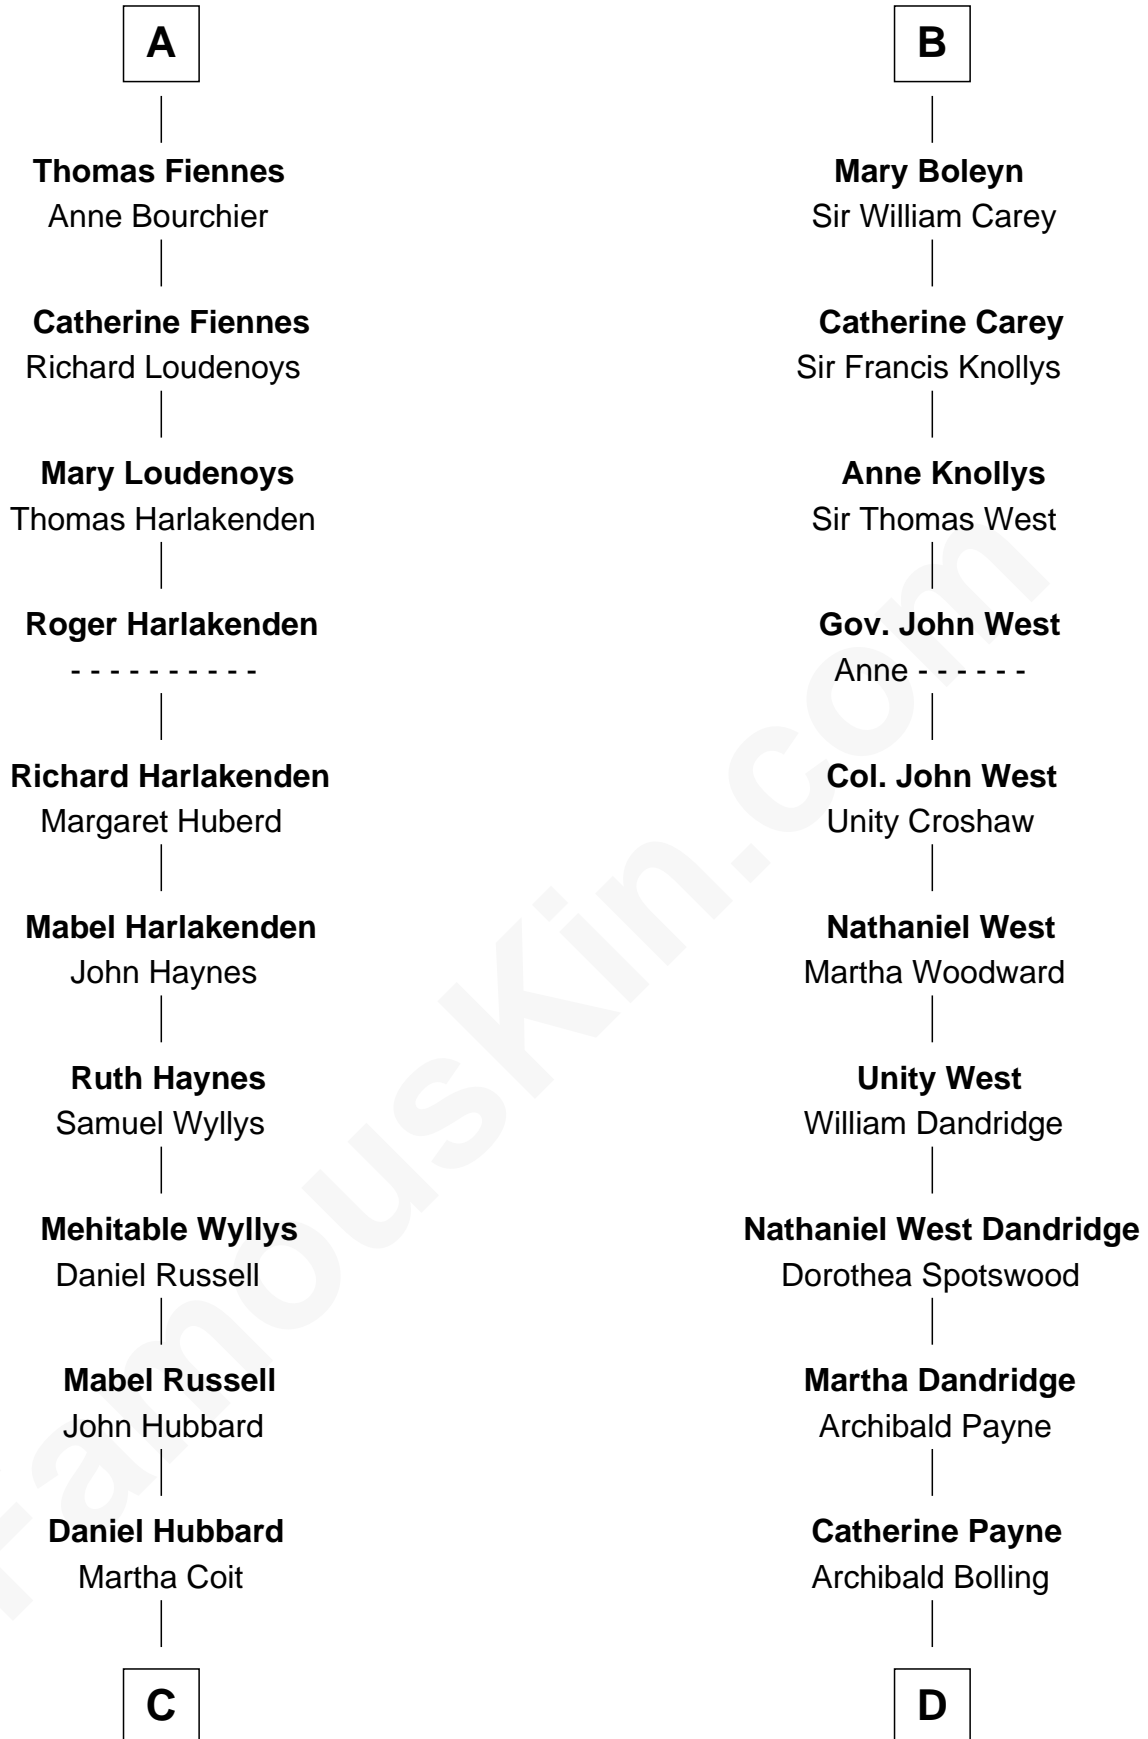 A
Thomas Fiennes
Anne Bourchier
Catherine Fiennes
Richard Loudenoys
Mary Loudenoys
Thomas Harlakenden
Roger Harlakenden
- - - - - - - - - -
Richard Harlakenden
Margaret Huberd
Mabel Harlakenden
John Haynes
Ruth Haynes
Samuel Wyllys
Mehitable Wyllys
Daniel Russell
Mabel Russell
John Hubbard
Daniel Hubbard
Martha Coit
C
B
Mary Boleyn
Sir William Carey
Catherine Carey
Sir Francis Knollys
Anne Knollys
Sir Thomas West
Gov. John West
Anne - - - - - -
Col. John West
Unity Croshaw
Nathaniel West
Martha Woodward
Unity West
William Dandridge
Nathaniel West Dandridge
Dorothea Spotswood
Martha Dandridge
Archibald Payne
Catherine Payne
Archibald Bolling
D
FamousKin.com